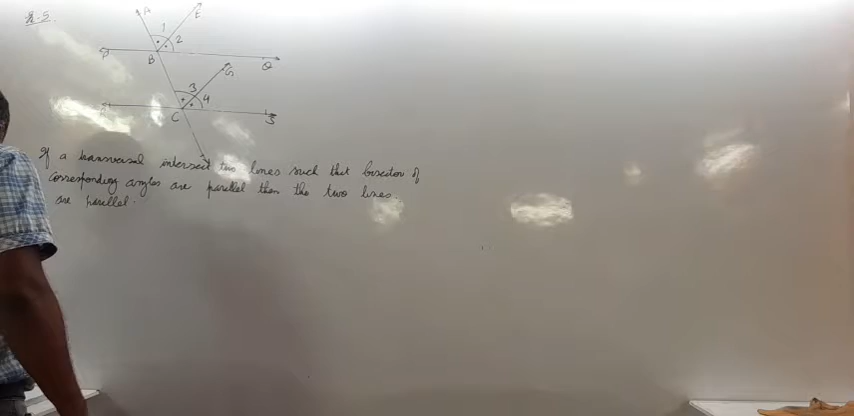 A
E
1
2
P
B
Q
G
3
4
C
S
If a transversal intersect two lines such that bisector of
corresponding angles are parallel then the two lines
are parallel.